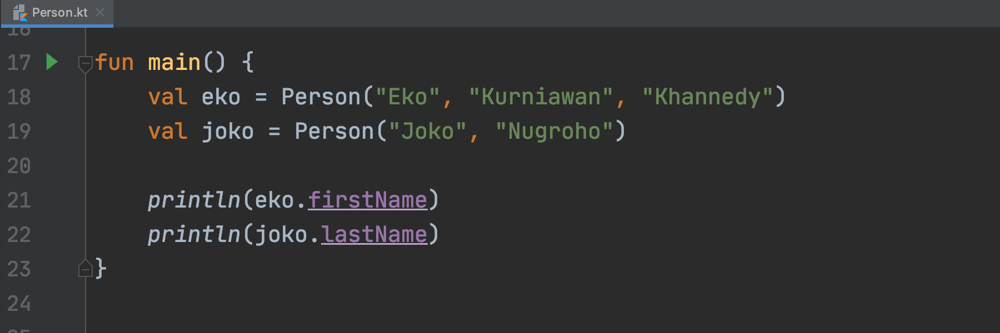 Person.kt
16
17 fun main() {
18     val eko = Person("Eko", "Kurniawan", "Khannedy")
19     val joko = Person("Joko", "Nugroho")
20
21     println(eko.firstName)
22     println(joko.lastName)
23 }
24